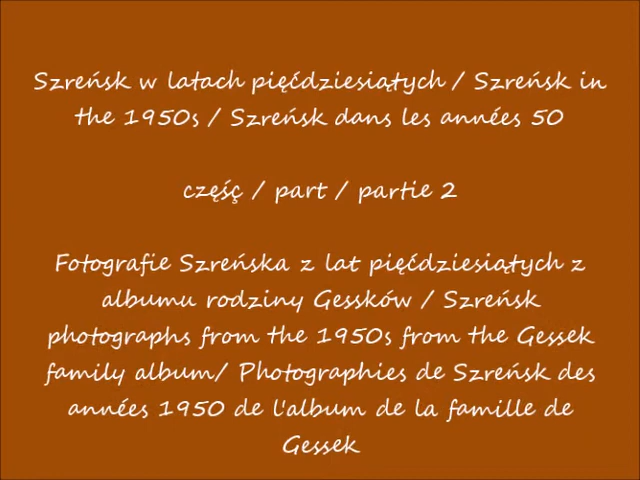 Szreńsk w latach pięćdziesiątych / Szreńsk in
the 1950s / Szreńsk dans les années 50
częśç / part / partie 2
Fotografie Szreńska z lat pięćdziesiątych z
albumu rodziny Gessków / Szreńsk
photographs from the 1950s from the Gessek
family album/ Photographies de Szreńsk des
années 1950 de l'album de la famille de
Gessek